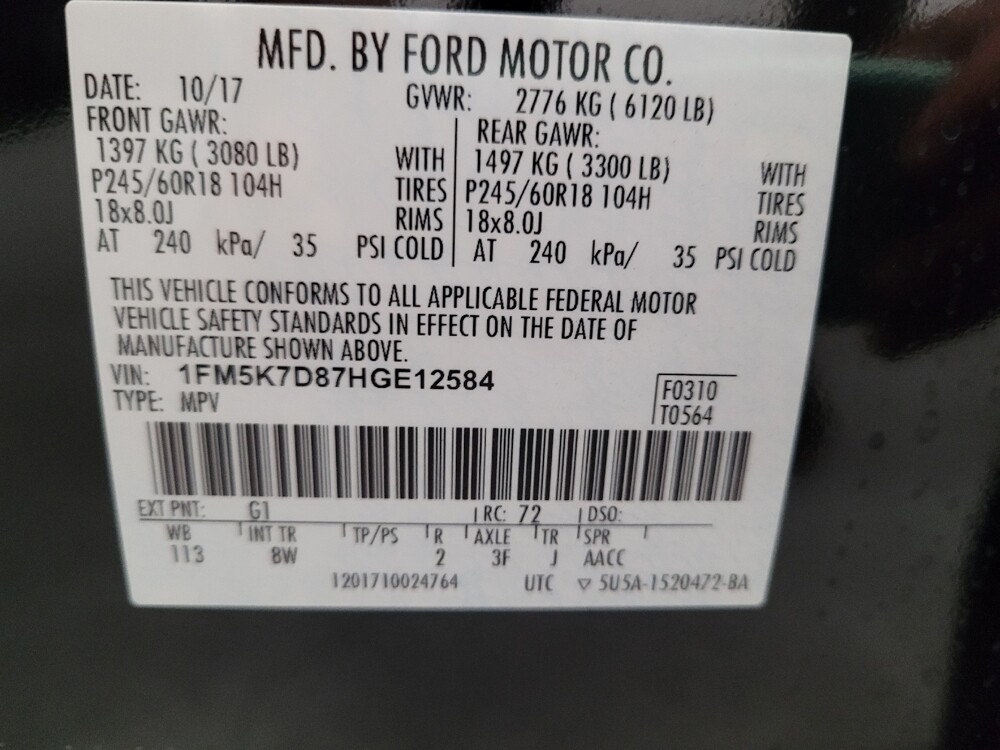 MFD. BY FORD MOTOR CO.
DATE: 10/17 GVWR: 2776 KG ( 6120 LB)
FRONT GAWR: REAR GAWR:
1397 KG ( 3080 LB) WITH 1497 KG ( 3300 LB) WITH
P245/60R18 104H TIRES P245/60R18 104H TIRES
18x8.0J RIMS 18x8.0J RIMS
AT 240 kPa/ 35 PSI COLD AT 240 kPa/ 35 PSI COLD
THIS VEHICLE CONFORMS TO ALL APPLICABLE FEDERAL MOTOR
VEHICLE SAFETY STANDARDS IN EFFECT ON THE DATE OF
MANUFACTURE SHOWN ABOVE.
VIN: 1FM5K7D87HGE12584
F0310
TYPE: MPV
T0564
EXT PNT: G1 RC: 72 DSO:
WB INT TR TP/PS R AXLE TR SPR
113 8W 2 3F J AACC
1201710024764 UTC ▽ 5U5A-1520472-BA